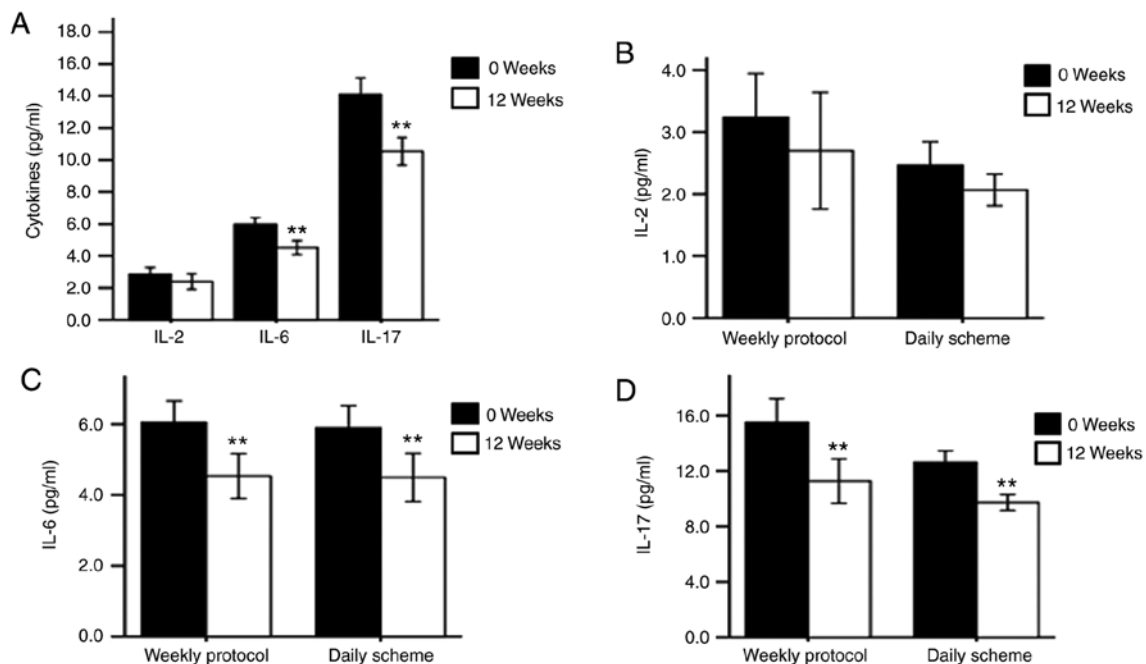 A
Cytokines (pg/ml)
18.0
16.0
14.0
12.0
10.0
8.0
6.0
4.0
2.0
0.0
**
**
IL-2
IL-6
IL-17
0 Weeks
12 Weeks
B
IL-2 (pg/ml)
4.0
3.0
2.0
1.0
0.0
Weekly protocol
Daily scheme
0 Weeks
12 Weeks
C
IL-6 (pg/ml)
6.0
4.0
2.0
0.0
**
**
Weekly protocol
Daily scheme
0 Weeks
12 Weeks
D
IL-17 (pg/ml)
16.0
12.0
8.0
4.0
0.0
**
**
Weekly protocol
Daily scheme
0 Weeks
12 Weeks